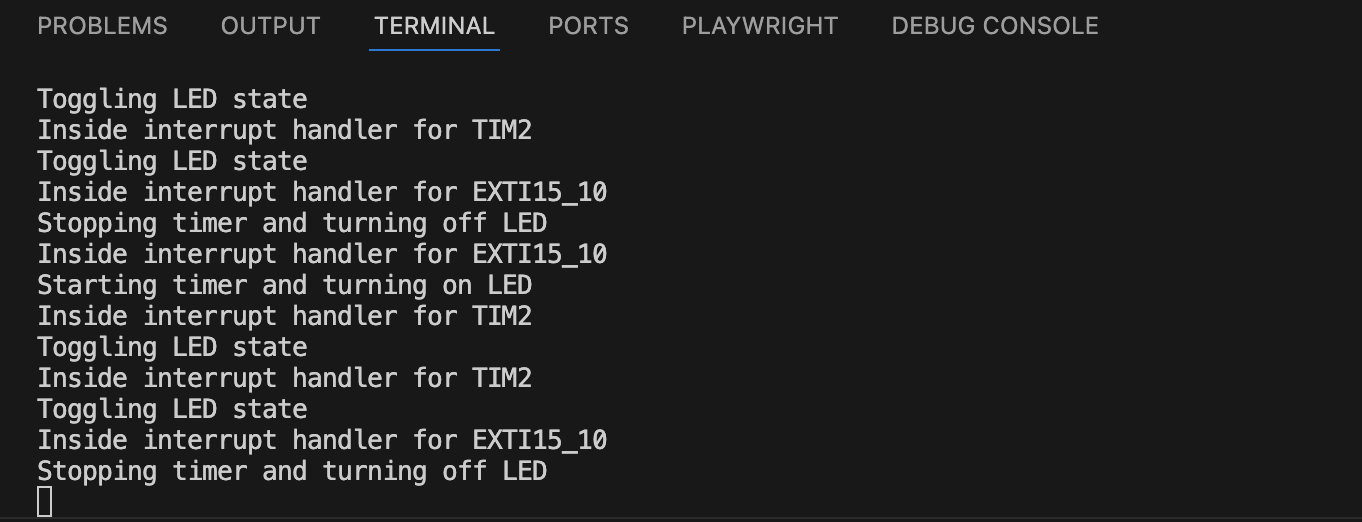 PROBLEMS OUTPUT TERMINAL PORTS PLAYWRIGHT DEBUG CONSOLE
Toggling LED state
Inside interrupt handler for TIM2
Toggling LED state
Inside interrupt handler for EXTI15_10
Stopping timer and turning off LED
Inside interrupt handler for EXTI15_10
Starting timer and turning on LED
Inside interrupt handler for TIM2
Toggling LED state
Inside interrupt handler for TIM2
Toggling LED state
Inside interrupt handler for EXTI15_10
Stopping timer and turning off LED